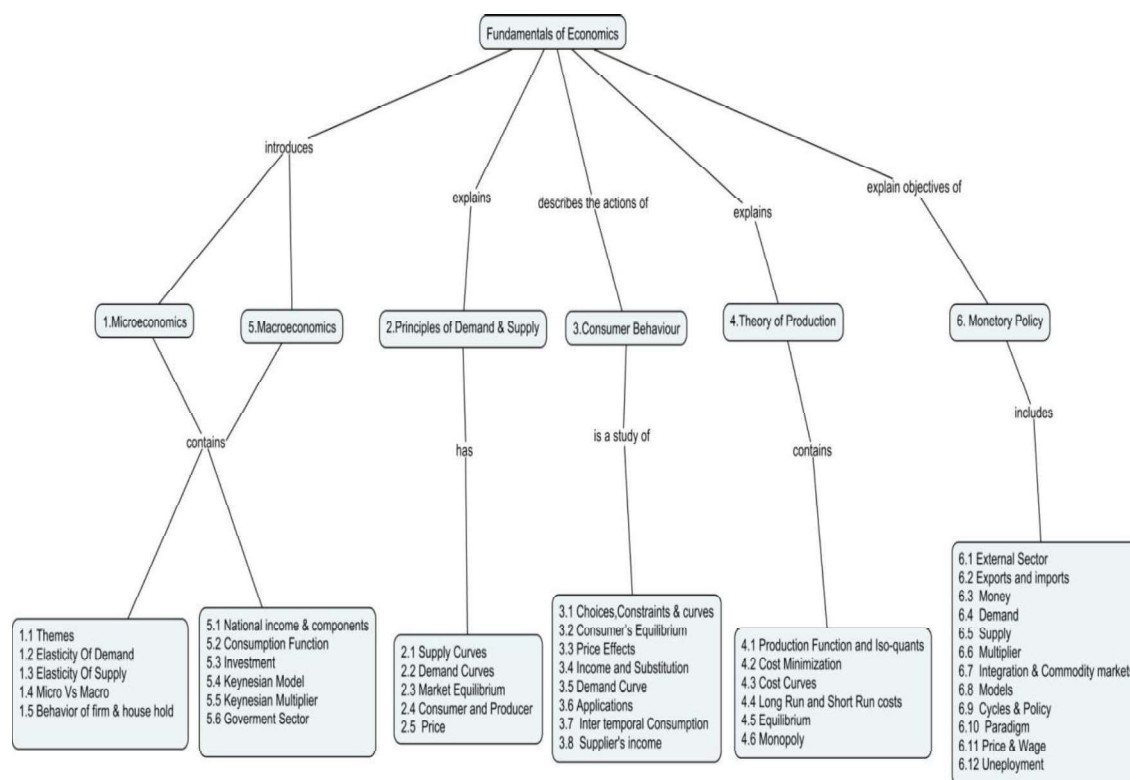 Fundamentals of Economics
introduces
explains
describes the actions of
explains
explain objectives of
1.Microeconomics
5.Macroeconomics
2.Principles of Demand & Supply
3.Consumer Behaviour
4.Theory of Production
6. Monetory Policy
contains
has
is a study of
contains
includes
1.1 Themes
1.2 Elasticity Of Demand
1.3 Elasticity Of Supply
1.4 Micro Vs Macro
1.5 Behavior of firm & house hold
5.1 National income & components
5.2 Consumption Function
5.3 Investment
5.4 Keynesian Model
5.5 Keynesian Multiplier
5.6 Goverment Sector
2.1 Supply Curves
2.2 Demand Curves
2.3 Market Equilibrium
2.4 Consumer and Producer
2.5 Price
3.1 Choices,Constraints & curves
3.2 Consumer's Equilibrium
3.3 Price Effects
3.4 Income and Substitution
3.5 Demand Curve
3.6 Applications
3.7 Inter temporal Consumption
3.8 Supplier's income
4.1 Production Function and Iso-quants
4.2 Cost Minimization
4.3 Cost Curves
4.4 Long Run and Short Run costs
4.5 Equilibrium
4.6 Monopoly
6.1 External Sector
6.2 Exports and imports
6.3 Money
6.4 Demand
6.5 Supply
6.6 Multiplier
6.7 Integration & Commodity markets
6.8 Models
6.9 Cycles & Policy
6.10 Paradigm
6.11 Price & Wage
6.12 Uneployment